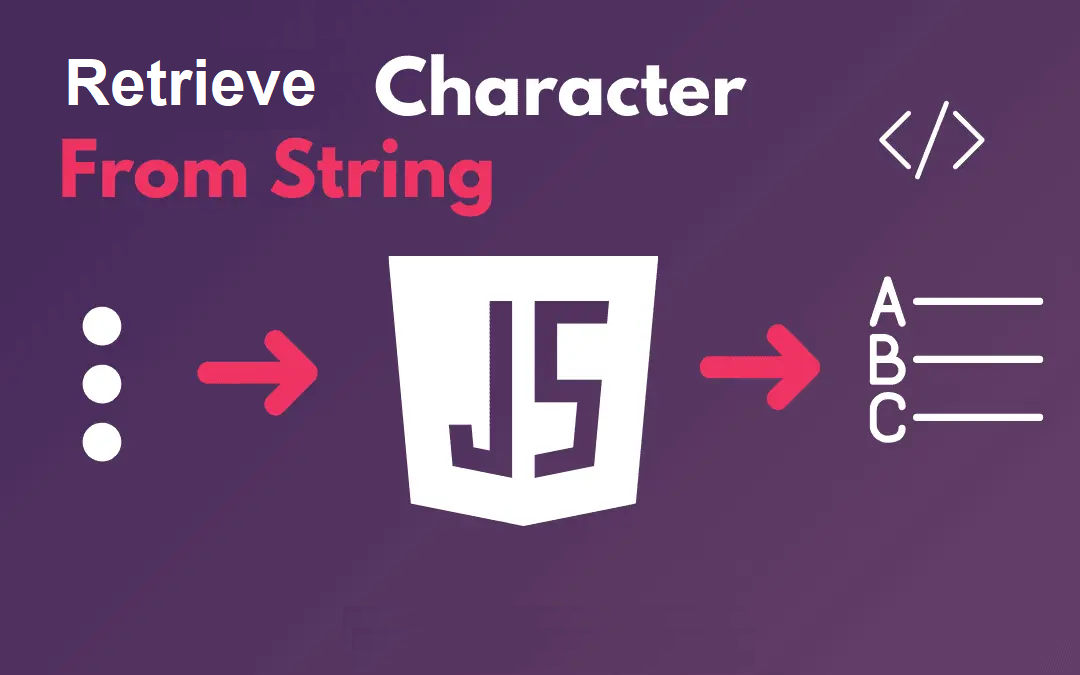 Retrieve Character
From String
</>
JS
A
B
C